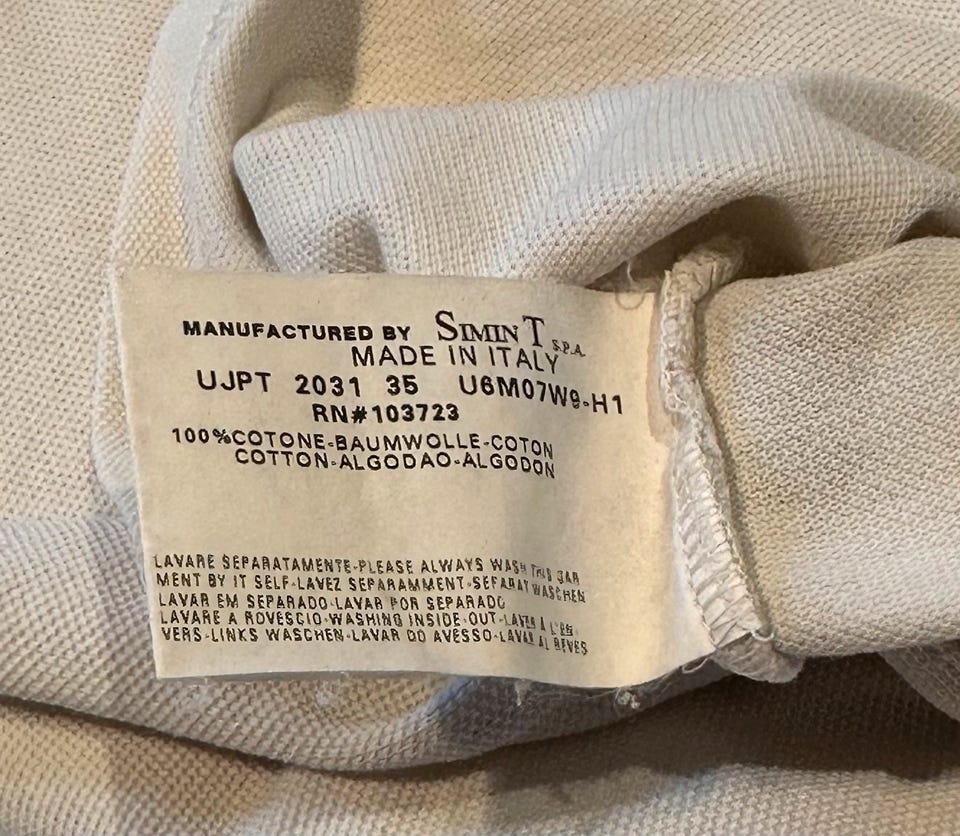 MANUFACTURED BY SIMINT S.P.A.
MADE IN ITALY
UJPT 2031 35 U6M07W9-H1
RN#103723
100%COTONE-BAUMWOLLE-COTON
COTTON-ALGODAO-ALGODON
LAVARE SEPARATAMENTE-PLEASE ALWAYS WASH THIS GAR
MENT BY IT SELF-LAVEZ SEPARAMMENT-SEPARAT WASCHEN
LAVAR EM SEPARADO-LAVAR POR SEPARADO
LAVARE A ROVESCIO-WASHING INSIDE-OUT-LAVER A L'EN-
VERS-LINKS WASCHEN-LAVAR DO AVESSO-LAVAR AL REVES